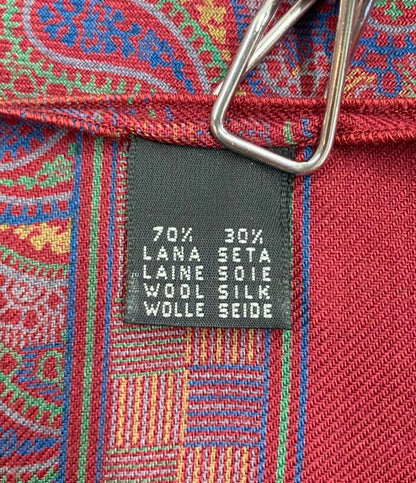 70% 30%
LANA SETA
LAINE SOIE
WOOL SILK
WOLLE SEIDE